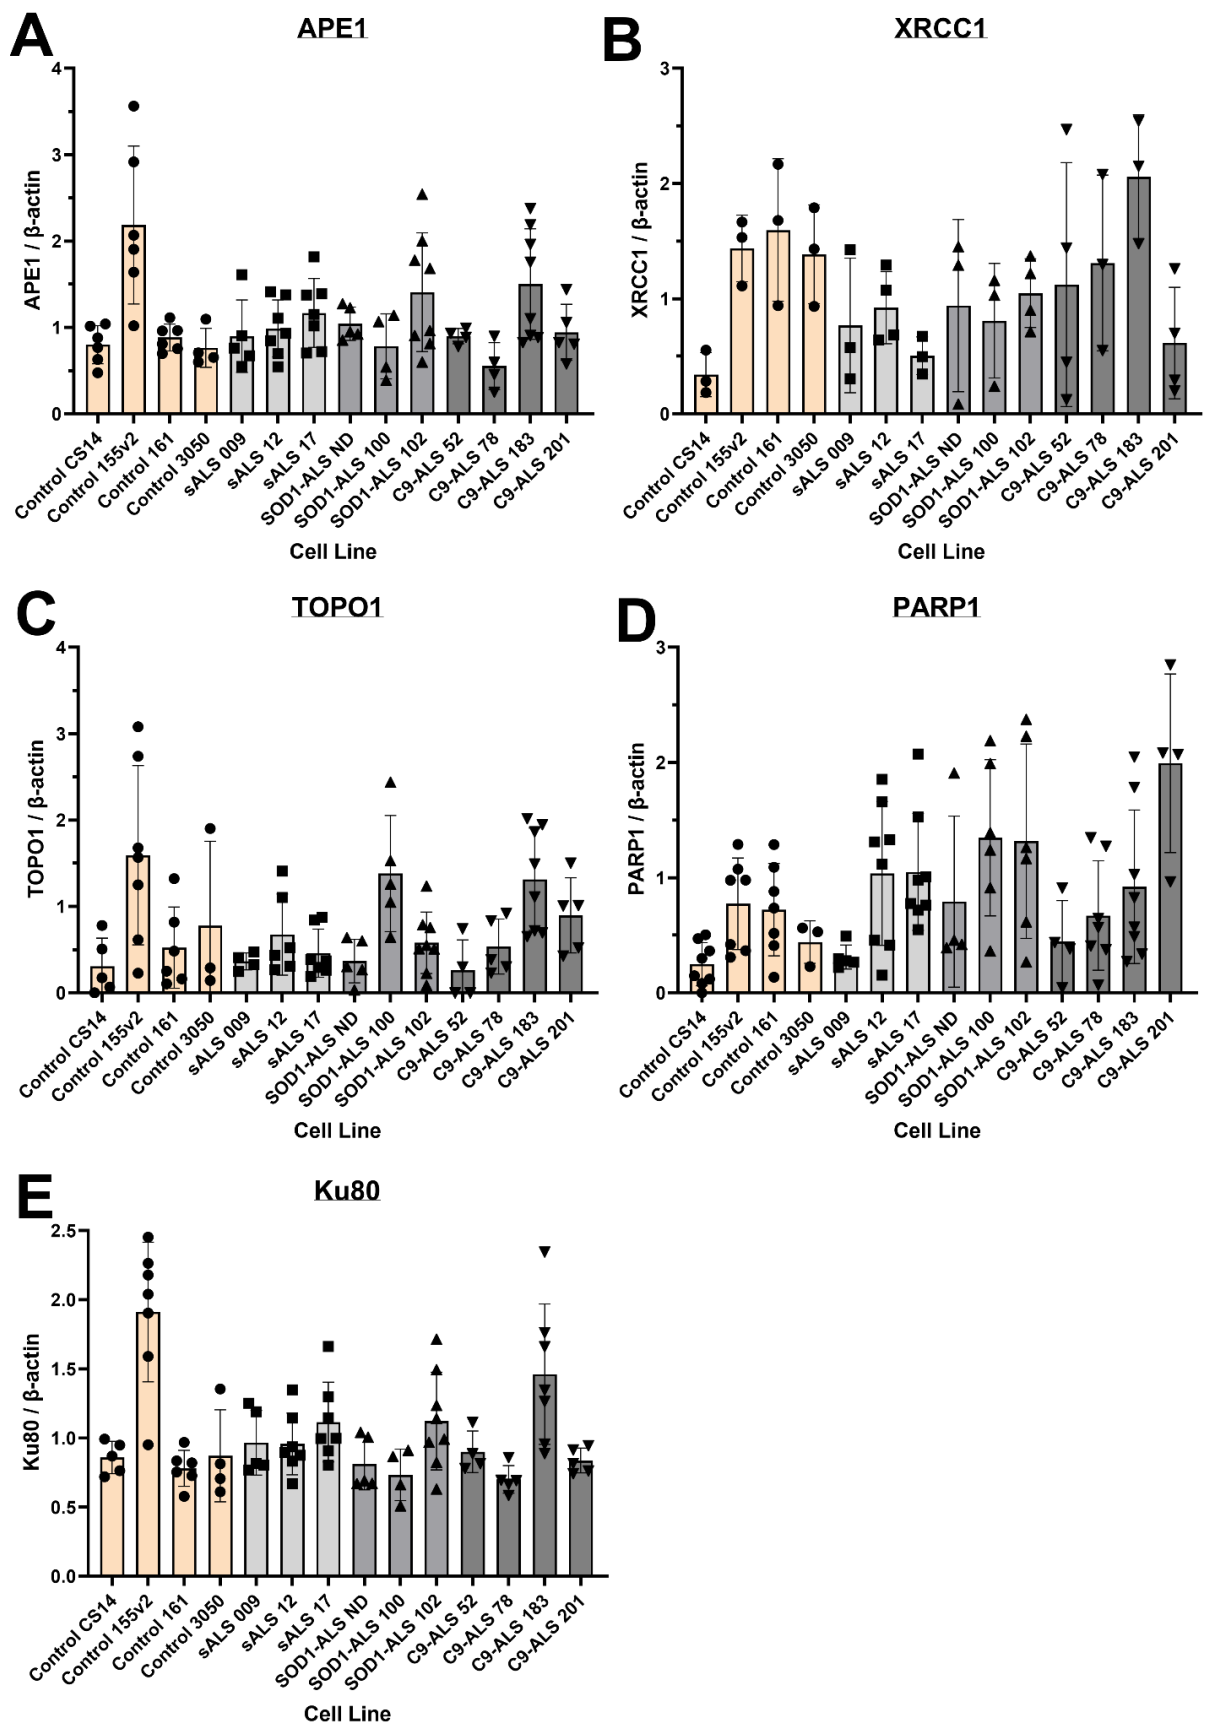 A
APE1
APE1 / β-actin
4
3
2
1
0
Control CS14
Control 155v2
Control 161
Control 3050
sALS 009
sALS 12
sALS 17
SOD1-ALS ND
SOD1-ALS 100
SOD1-ALS 102
C9-ALS 52
C9-ALS 78
C9-ALS 183
C9-ALS 201
Cell Line
B
XRCC1
XRCC1 / β-actin
3
2
1
0
Control CS14
Control 155v2
Control 161
Control 3050
sALS 009
sALS 12
sALS 17
SOD1-ALS ND
SOD1-ALS 100
SOD1-ALS 102
C9-ALS 52
C9-ALS 78
C9-ALS 183
C9-ALS 201
Cell Line
C
TOPO1
TOPO1 / β-actin
4
3
2
1
0
Control CS14
Control 155v2
Control 161
Control 3050
sALS 009
sALS 12
sALS 17
SOD1-ALS ND
SOD1-ALS 100
SOD1-ALS 102
C9-ALS 52
C9-ALS 78
C9-ALS 183
C9-ALS 201
Cell Line
D
PARP1
PARP1 / β-actin
3
2
1
0
Control CS14
Control 155v2
Control 161
Control 3050
sALS 009
sALS 12
sALS 17
SOD1-ALS ND
SOD1-ALS 100
SOD1-ALS 102
C9-ALS 52
C9-ALS 78
C9-ALS 183
C9-ALS 201
Cell Line
E
Ku80
Ku80 / β-actin
2.5
2.0
1.5
1.0
0.5
0.0
Control CS14
Control 155v2
Control 161
Control 3050
sALS 009
sALS 12
sALS 17
SOD1-ALS ND
SOD1-ALS 100
SOD1-ALS 102
C9-ALS 52
C9-ALS 78
C9-ALS 183
C9-ALS 201
Cell Line